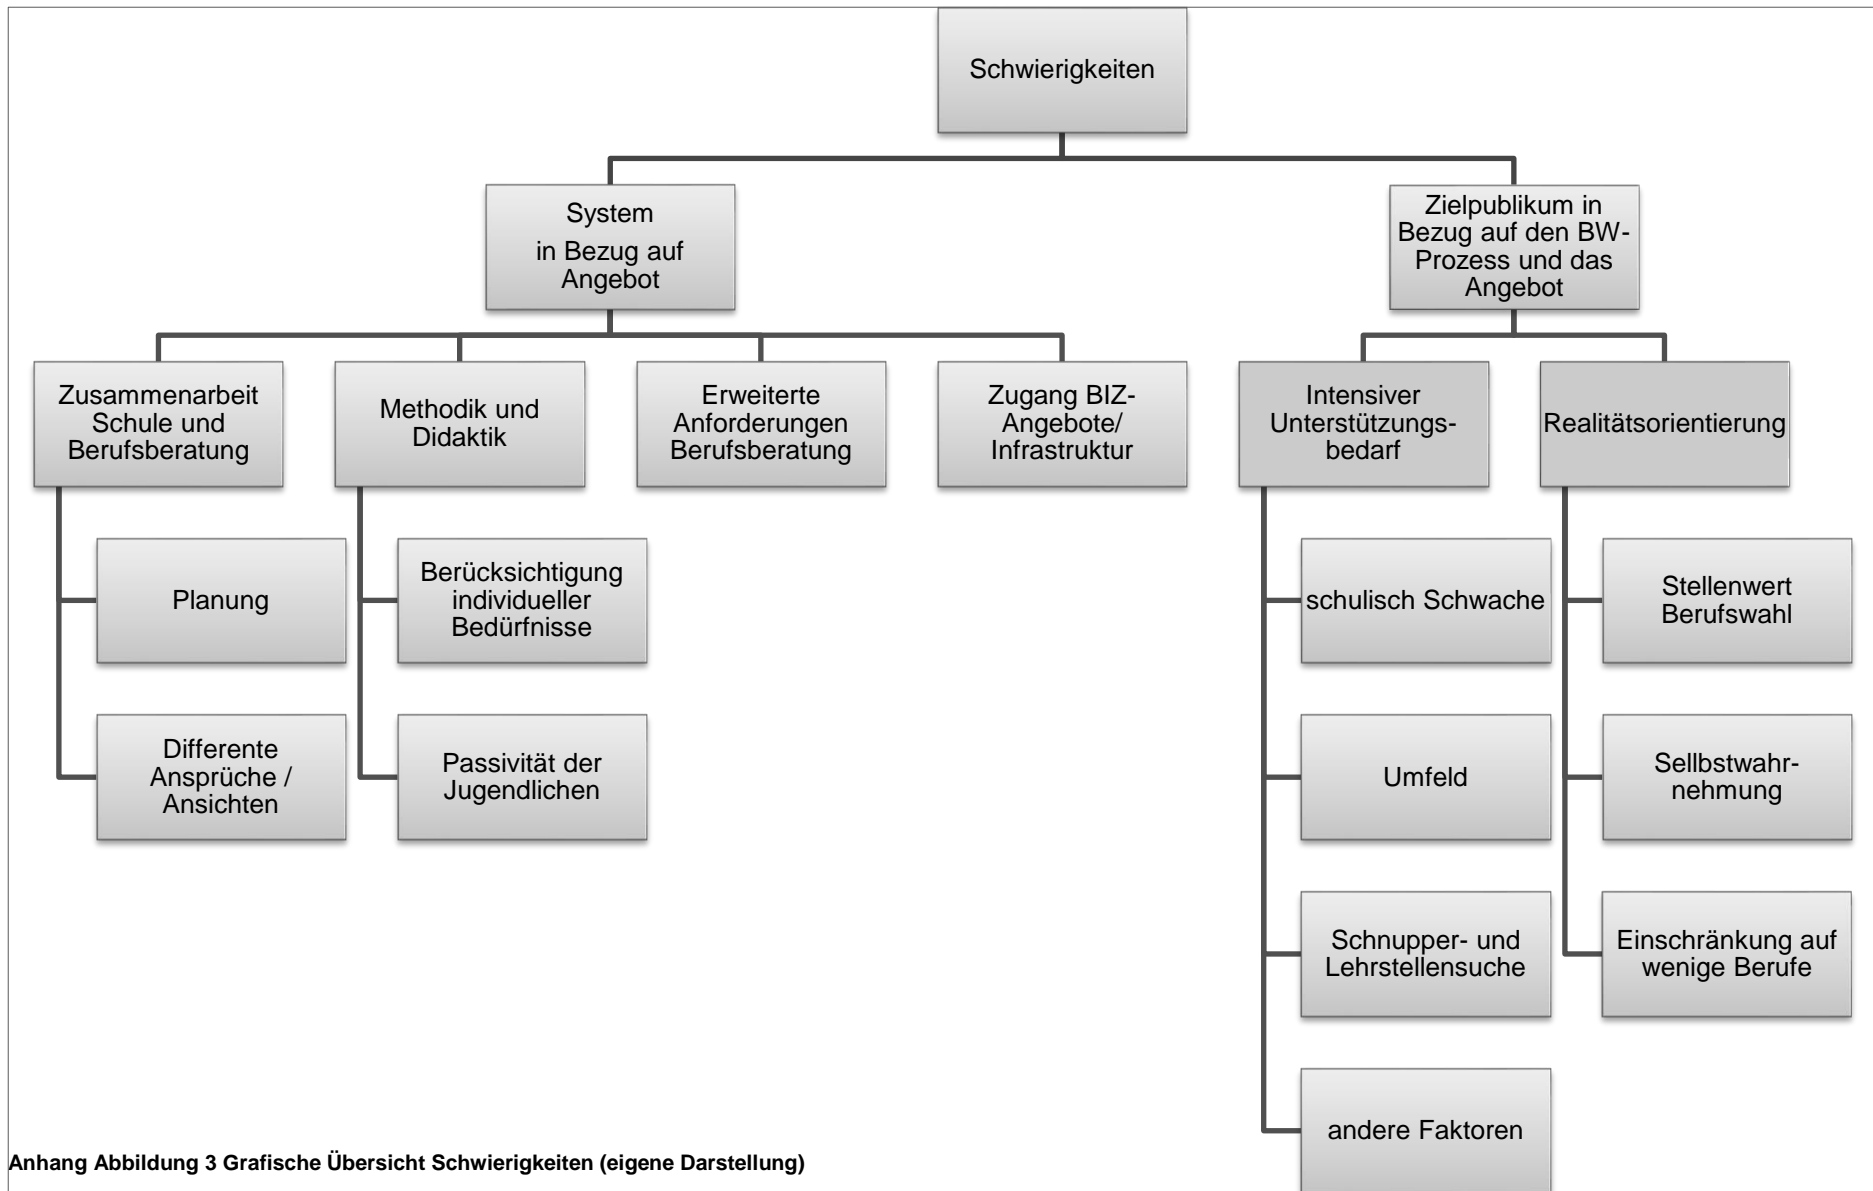 Schwierigkeiten
System
in Bezug auf
Angebot
Zielpublikum in
Bezug auf den BW-
Prozess und das
Angebot
Zusammenarbeit
Schule und
Berufsberatung
Methodik und
Didaktik
Erweiterte
Anforderungen
Berufsberatung
Zugang BIZ-
Angebote/
Infrastruktur
Intensiver
Unterstützungs-
bedarf
Realitätsorientierung
Planung
Differente
Ansprüche /
Ansichten
Berücksichtigung
individueller
Bedürfnisse
Passivität der
Jugendlichen
schulisch Schwache
Umfeld
Schnupper- und
Lehrstellensuche
andere Faktoren
Stellenwert
Berufswahl
Sellbstwahr-
nehmung
Einschränkung auf
wenige Berufe
Anhang Abbildung 3 Grafische Übersicht Schwierigkeiten (eigene Darstellung)